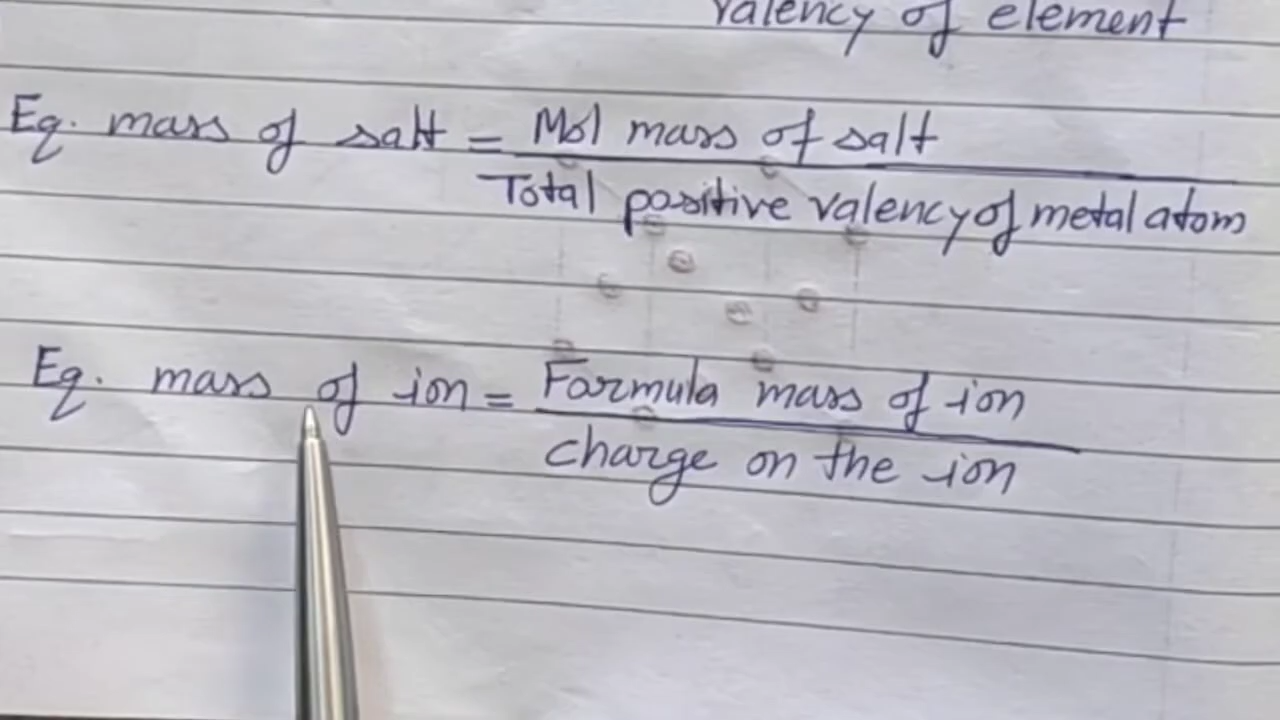 valency of element
Eq. mass of salt = Mol mass of salt
Total positive valency of metal atom
Eq. mass of ion = Formula mass of ion
charge on the ion